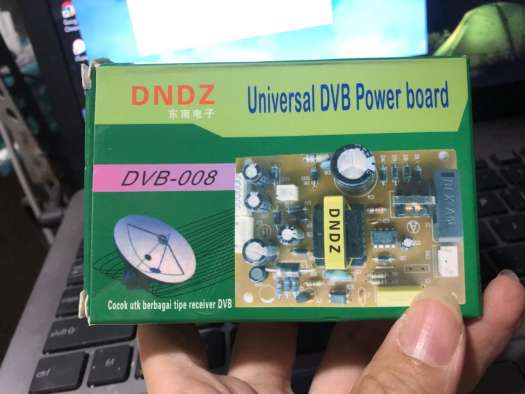 DNDZ
东南电子
Universal DVB Power board
DVB-008
DNDZ
Cocok utk berbagai tipe receiver DVB